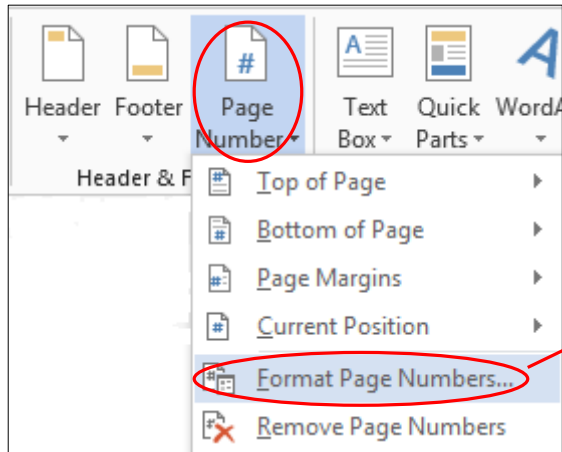 Header Footer Page Text Quick WordA
Number Box Parts
Header & F
Top of Page
Bottom of Page
Page Margins
Current Position
Format Page Numbers...
Remove Page Numbers